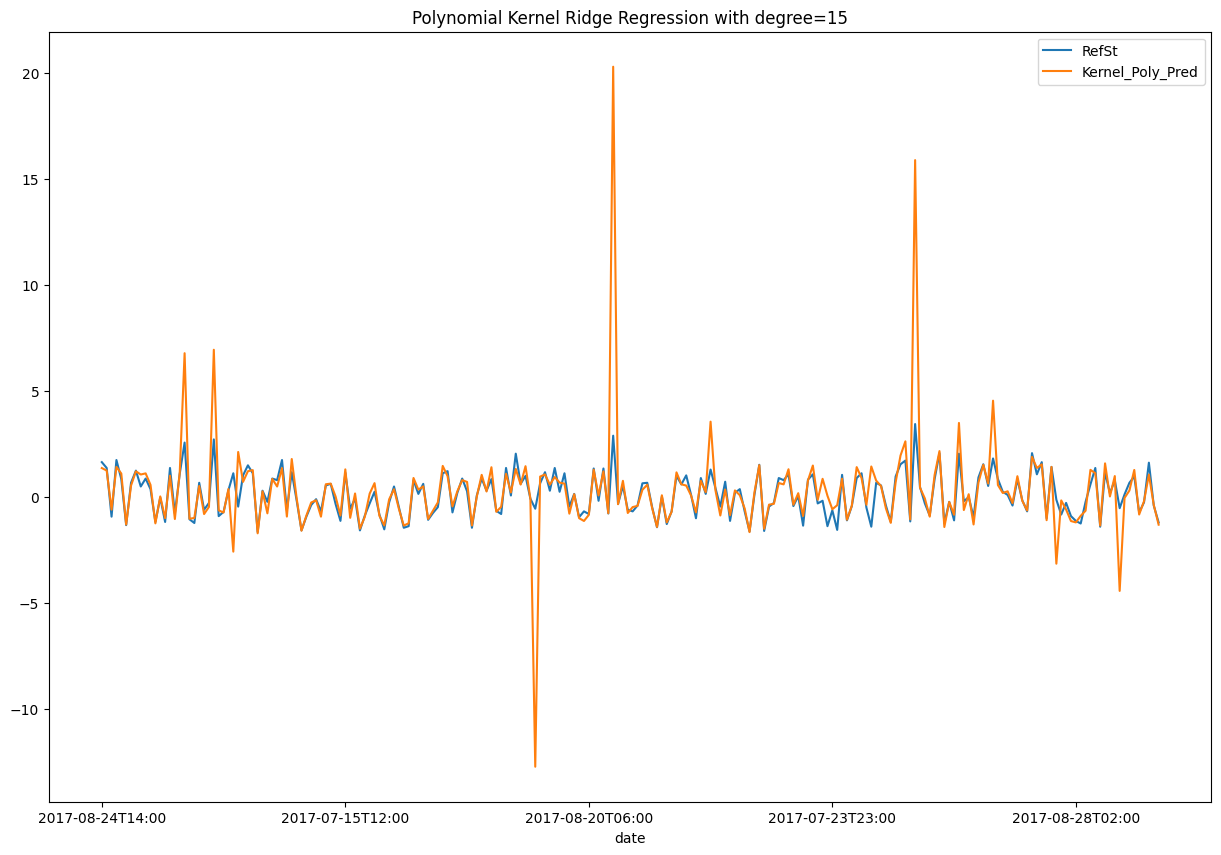 Polynomial Kernel Ridge Regression with degree=15
RefSt
Kernel_Poly_Pred
20
15
10
5
0
−5
−10
2017-08-24T14:00
2017-07-15T12:00
2017-08-20T06:00
2017-07-23T23:00
2017-08-28T02:00
date